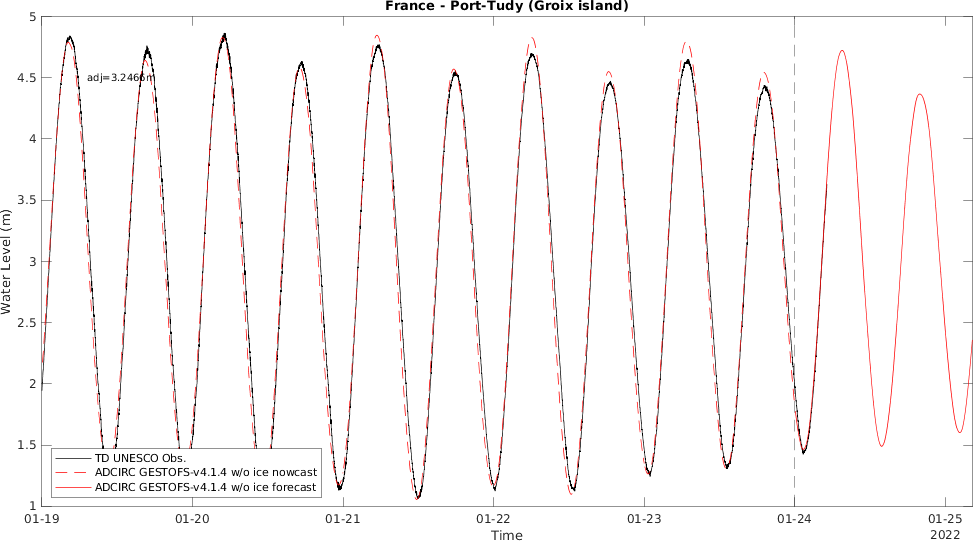 France - Port-Tudy (Groix island)
5
4.5
4
3.5
3
2.5
2
1.5
1
Water Level (m)
adj=3.2466m
TD UNESCO Obs.
ADCIRC GESTOFS-v4.1.4 w/o ice nowcast
ADCIRC GESTOFS-v4.1.4 w/o ice forecast
01-19 01-20 01-21 01-22 01-23 01-24 01-25
Time
2022